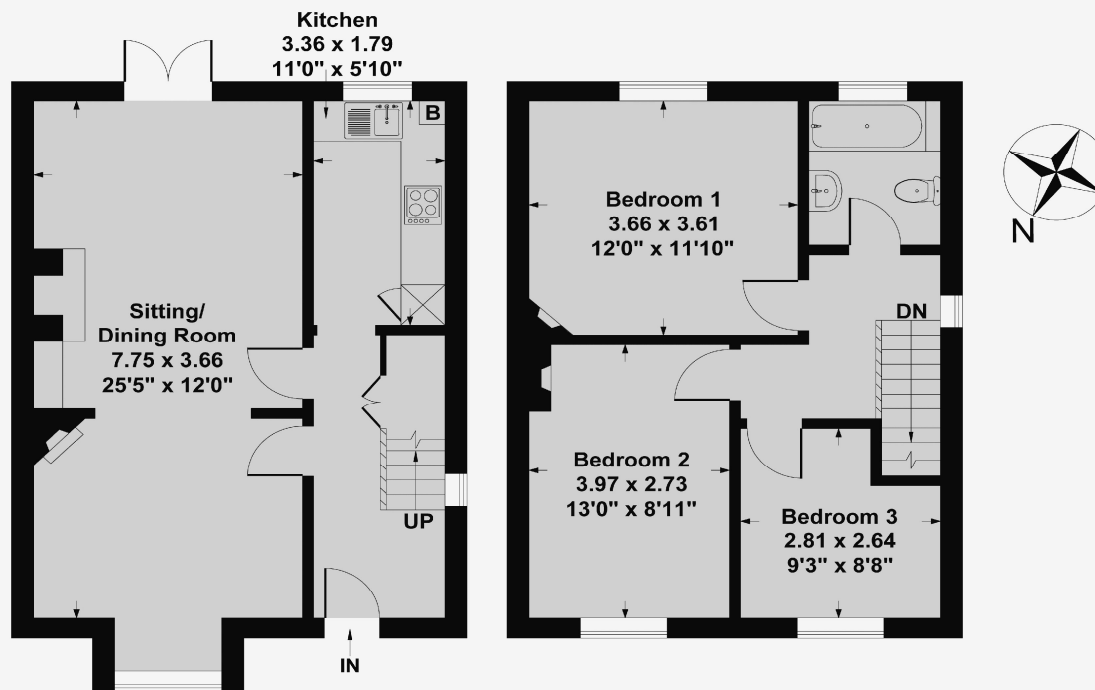 Kitchen
3.36 x 1.79
11'0" x 5'10"
B
Sitting/
Dining Room
7.75 x 3.66
25'5" x 12'0"
UP
IN
Bedroom 1
3.66 x 3.61
12'0" x 11'10"
DN
Bedroom 2
3.97 x 2.73
13'0" x 8'11"
Bedroom 3
2.81 x 2.64
9'3" x 8'8"
N